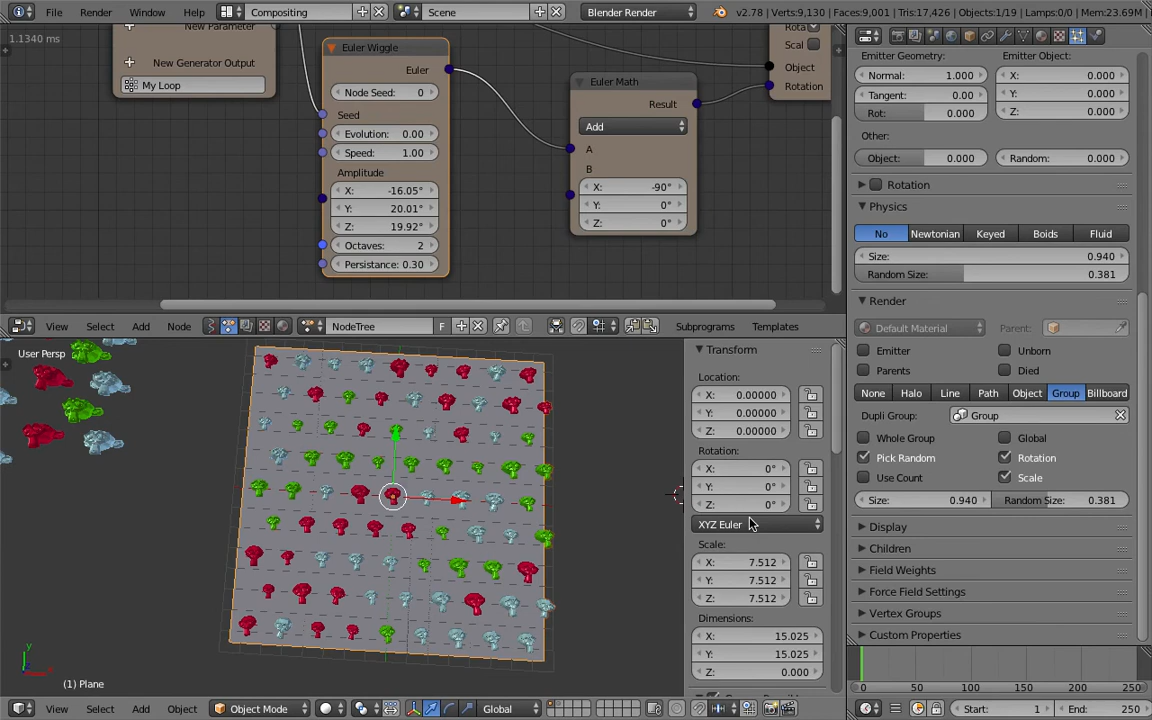 File Render Window Help Compositing Scene Blender Render v2.78 | Verts:9,130 | Faces:9,001 | Tris:17,426 | Objects:1/19 | Lamps:0/0 | Mem:23.69M
1.1340 ms
New Parameter
New Generator Output
My Loop
Euler Wiggle
Euler
Node Seed: 0
Seed
Evolution: 0.00
Speed: 1.00
Amplitude
X: -16.05°
Y: 20.01°
Z: 19.92°
Octaves: 2
Persistance: 0.30
Euler Math
Result
Add
A
B
X: -90°
Y: 0°
Z: 0°
Rota
Scal
Object
Rotation
View Select Add Node NodeTree F Subprograms Templates
User Persp
(1) Plane
Transform
Location:
X: 0.00000
Y: 0.00000
Z: 0.00000
Rotation:
X: 0°
Y: 0°
Z: 0°
XYZ Euler
Scale:
X: 7.512
Y: 7.512
Z: 7.512
Dimensions:
X: 15.025
Y: 15.025
Z: 0.000
View Select Add Object Object Mode Global
Emitter Geometry: Emitter Object:
Normal: 1.000 X: 0.000
Tangent: 0.00 Y: 0.000
Rot: 0.000 Z: 0.000
Other:
Object: 0.000 Random: 0.000
Rotation
Physics
No Newtonian Keyed Boids Fluid
Size: 0.940
Random Size: 0.381
Render
Default Material Parent:
Emitter Unborn
Parents Died
None Halo Line Path Object Group Billboard
Dupli Group: Group
Whole Group Global
Pick Random Rotation
Use Count Scale
Size: 0.940 Random Size: 0.381
Display
Children
Field Weights
Force Field Settings
Vertex Groups
Custom Properties
0 50 100 150 200 250
Start: 1 End: 250